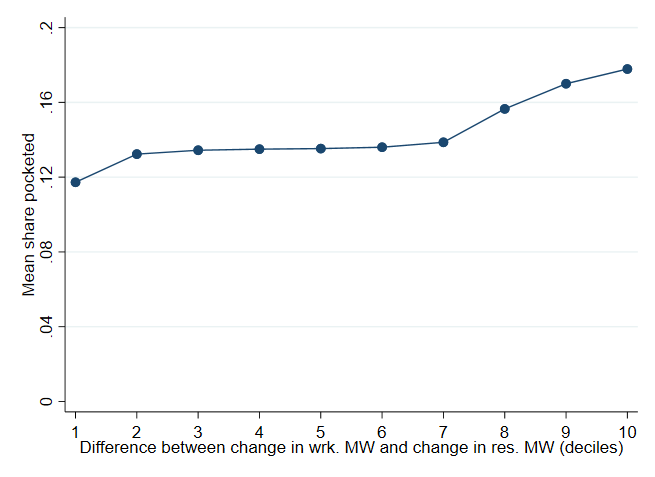 .2
.16
.12
.08
.04
0
Mean share pocketed
1 2 3 4 5 6 7 8 9 10
Difference between change in wrk. MW and change in res. MW (deciles)